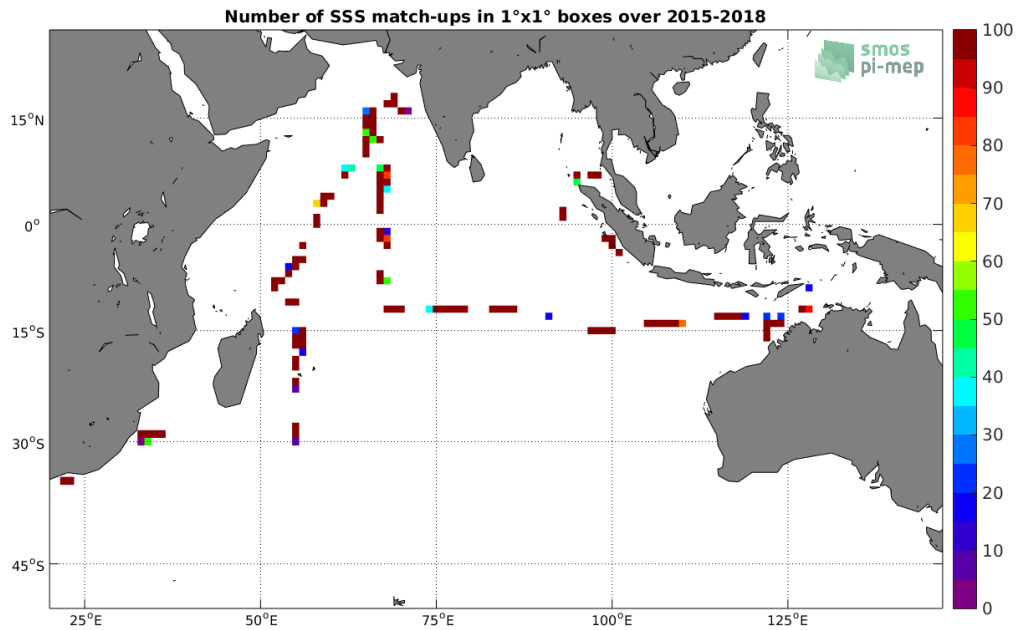 Number of SSS match-ups in 1°x1° boxes over 2015-2018
smos
pi-mep
15°N
0°
15°S
30°S
45°S
25°E
50°E
75°E
100°E
125°E
100
90
80
70
60
50
40
30
20
10
0